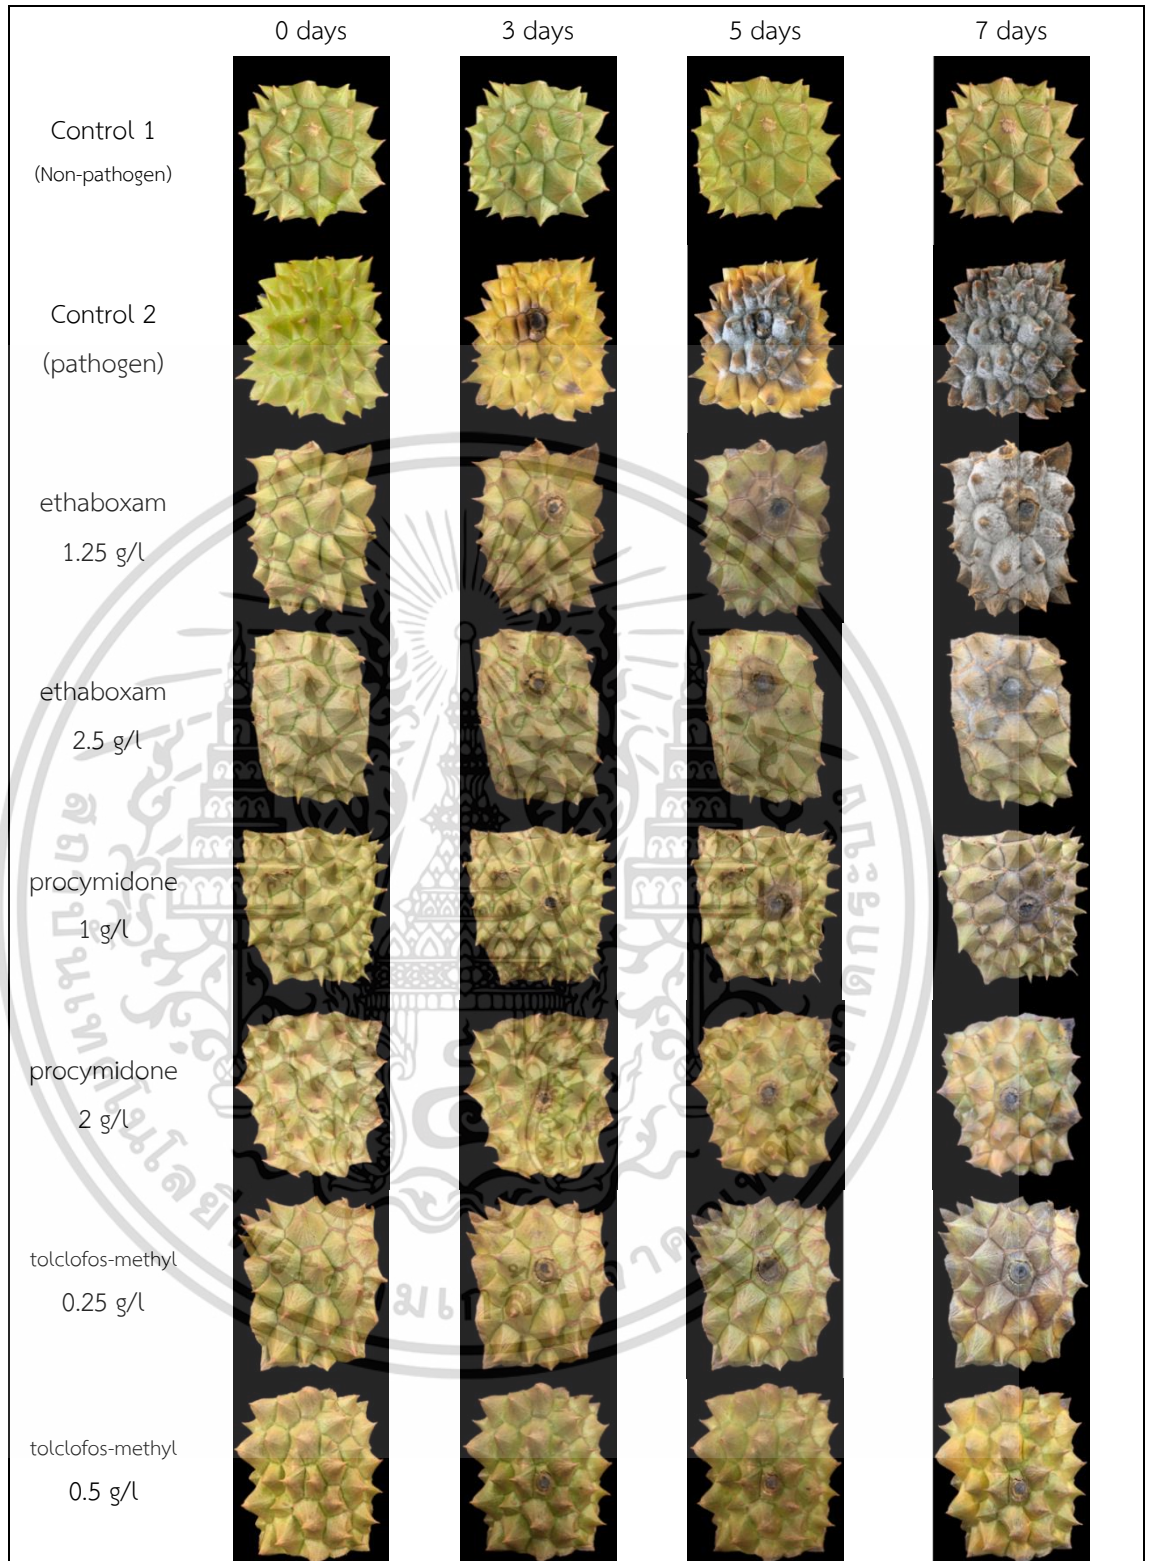 0 days 3 days 5 days 7 days
Control 1
(Non-pathogen)
Control 2
(pathogen)
ethaboxam
1.25 g/l
ethaboxam
2.5 g/l
procymidone
1 g/l
procymidone
2 g/l
tolclofos-methyl
0.25 g/l
tolclofos-methyl
0.5 g/l